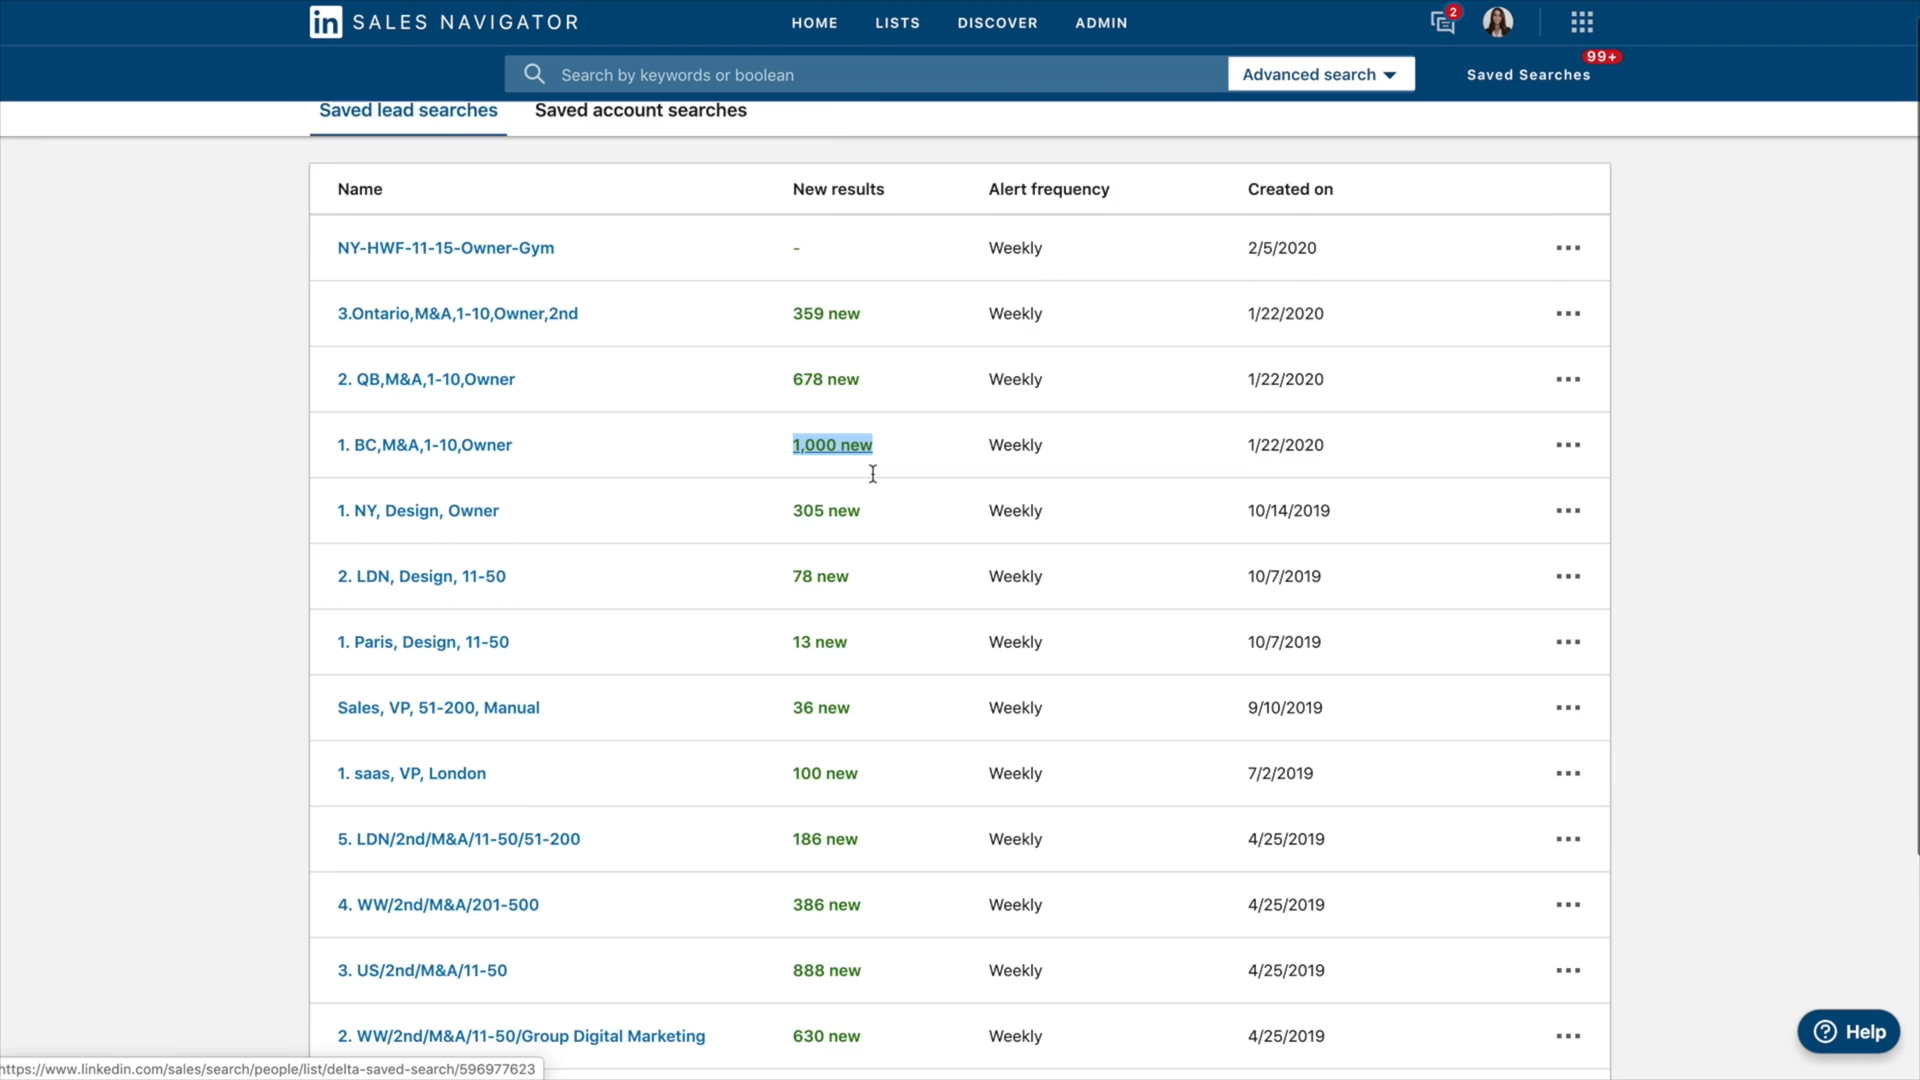 in SALES NAVIGATOR HOME LISTS DISCOVER ADMIN 2
Search by keywords or boolean Advanced search Saved Searches 99+
Saved lead searches Saved account searches
Name New results Alert frequency Created on
NY-HWF-11-15-Owner-Gym - Weekly 2/5/2020
3.Ontario,M&A,1-10,Owner,2nd 359 new Weekly 1/22/2020
2. QB,M&A,1-10,Owner 678 new Weekly 1/22/2020
1. BC,M&A,1-10,Owner 1,000 new Weekly 1/22/2020
1. NY, Design, Owner 305 new Weekly 10/14/2019
2. LDN, Design, 11-50 78 new Weekly 10/7/2019
1. Paris, Design, 11-50 13 new Weekly 10/7/2019
Sales, VP, 51-200, Manual 36 new Weekly 9/10/2019
1. saas, VP, London 100 new Weekly 7/2/2019
5. LDN/2nd/M&A/11-50/51-200 186 new Weekly 4/25/2019
4. WW/2nd/M&A/201-500 386 new Weekly 4/25/2019
3. US/2nd/M&A/11-50 888 new Weekly 4/25/2019
2. WW/2nd/M&A/11-50/Group Digital Marketing 630 new Weekly 4/25/2019
? Help
https://www.linkedin.com/sales/search/people/list/delta-saved-search/596977623